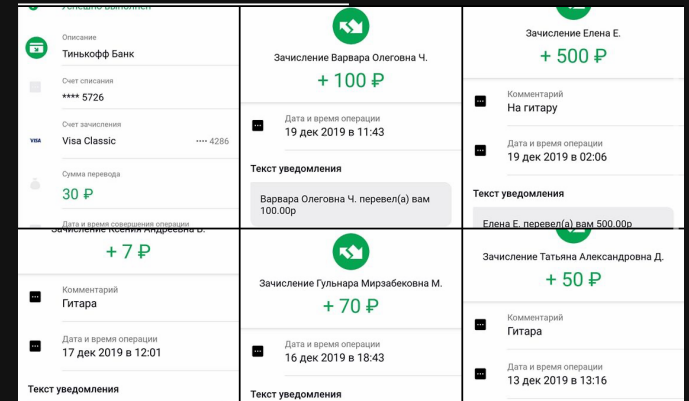 Успешно выполнен
Описание
Тинькофф Банк
Счет списания
**** 5726
Счет зачисления
VISA
Visa Classic
•••• 4286
Сумма перевода
30 ₽
Дата и время совершения операции
Зачисление Варвара Олеговна Ч.
+ 100 ₽
Дата и время операции
19 дек 2019 в 11:43
Текст уведомления
Варвара Олеговна Ч. перевел(а) вам
100.00р
Зачисление Елена Е.
+ 500 ₽
Комментарий
На гитару
Дата и время операции
19 дек 2019 в 02:06
Текст уведомления
Елена Е. перевел(а) вам 500.00р
Зачисление Ксения Андреевна В.
+ 7 ₽
Комментарий
Гитара
Дата и время операции
17 дек 2019 в 12:01
Текст уведомления
Зачисление Гульнара Мирзабековна М.
+ 70 ₽
Дата и время операции
16 дек 2019 в 18:43
Текст уведомления
Зачисление Татьяна Александровна Д.
+ 50 ₽
Комментарий
Гитара
Дата и время операции
13 дек 2019 в 13:16